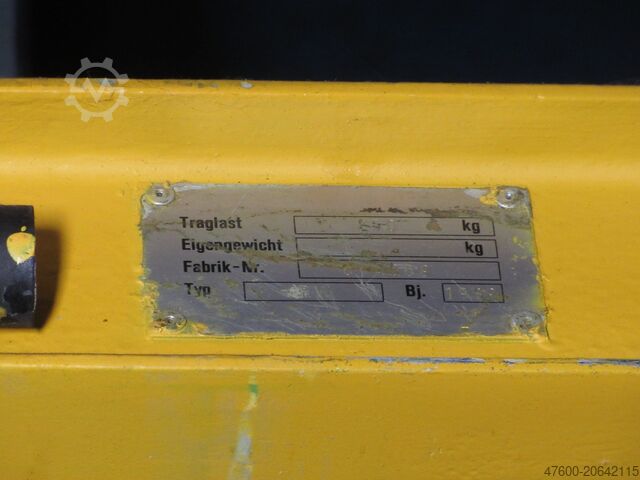 Traglast kg
Eigengewicht kg
Fabrik-Nr.
Typ Bj.
47600-20642115